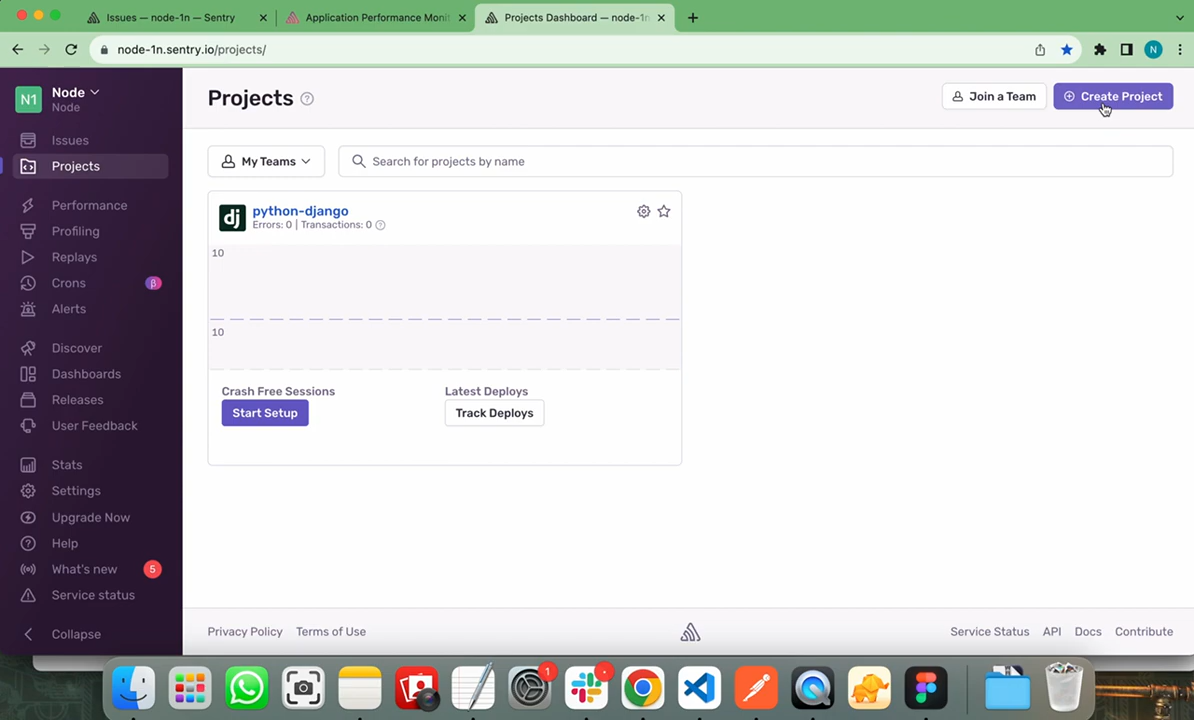 Issues — node-1n — Sentry
Application Performance Monit
Projects Dashboard — node-1n
node-1n.sentry.io/projects/
N
N1
Node
Node
Issues
Projects
Performance
Profiling
Replays
Crons
β
Alerts
Discover
Dashboards
Releases
User Feedback
Stats
Settings
Upgrade Now
Help
What's new
5
Service status
Collapse
Projects
Join a Team
Create Project
My Teams
Search for projects by name
dj
python-django
Errors: 0 | Transactions: 0
10
10
Crash Free Sessions
Latest Deploys
Start Setup
Track Deploys
Privacy Policy
Terms of Use
Service Status
API
Docs
Contribute
1